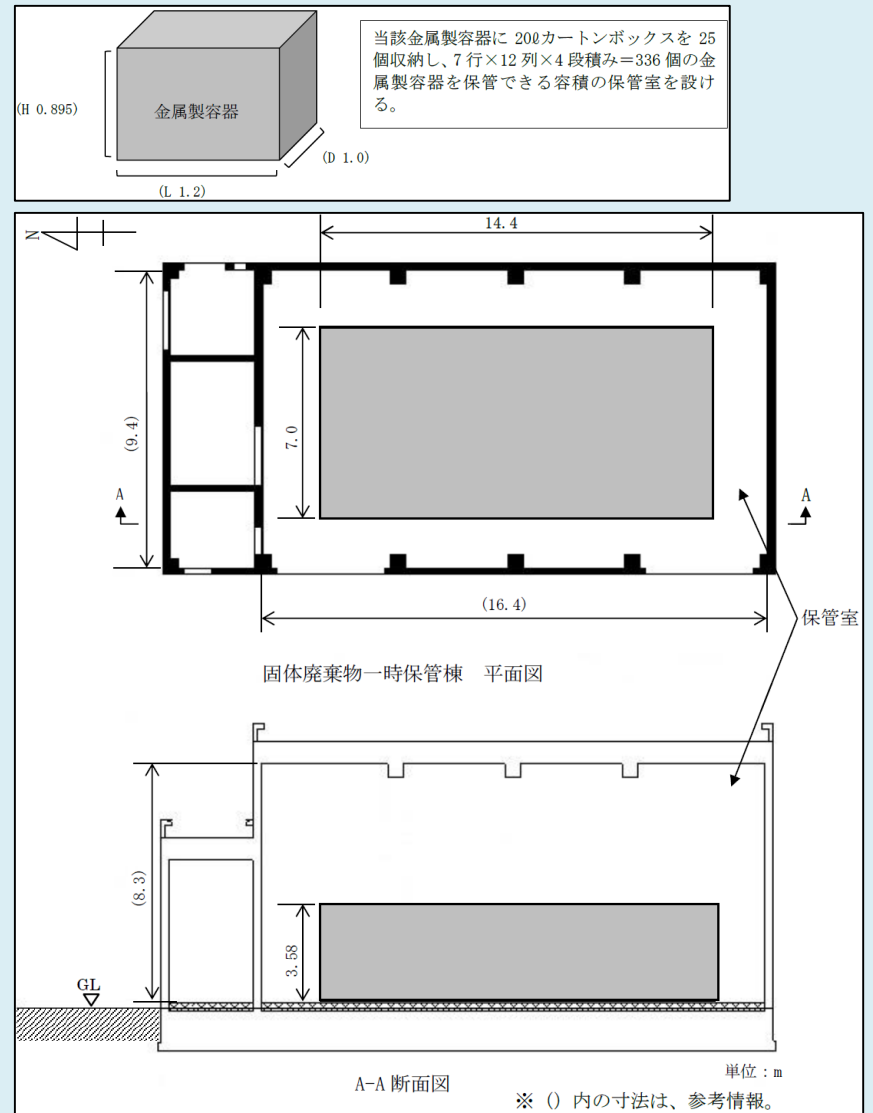 当該金属製容器に 20ℓカートンボックスを 25
個収納し、7 行×12 列×4 段積み＝336 個の金
属製容器を保管できる容積の保管室を設け
る。
(H 0.895)
金属製容器
(D 1.0)
(L 1.2)
N
14.4
(9.4)
7.0
A
A
(16.4)
保管室
固体廃棄物一時保管棟　平面図
(8.3)
3.58
GL
A-A 断面図
単位：m
※（）内の寸法は、参考情報。